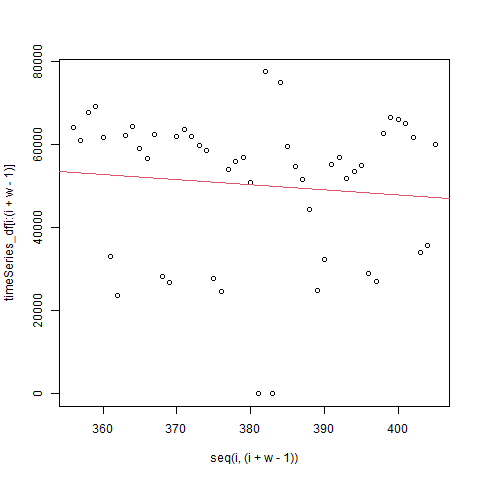 80000
60000
40000
20000
0
timeSeries_df[i:(i + w - 1)]
360 370 380 390 400
seq(i, (i + w - 1))